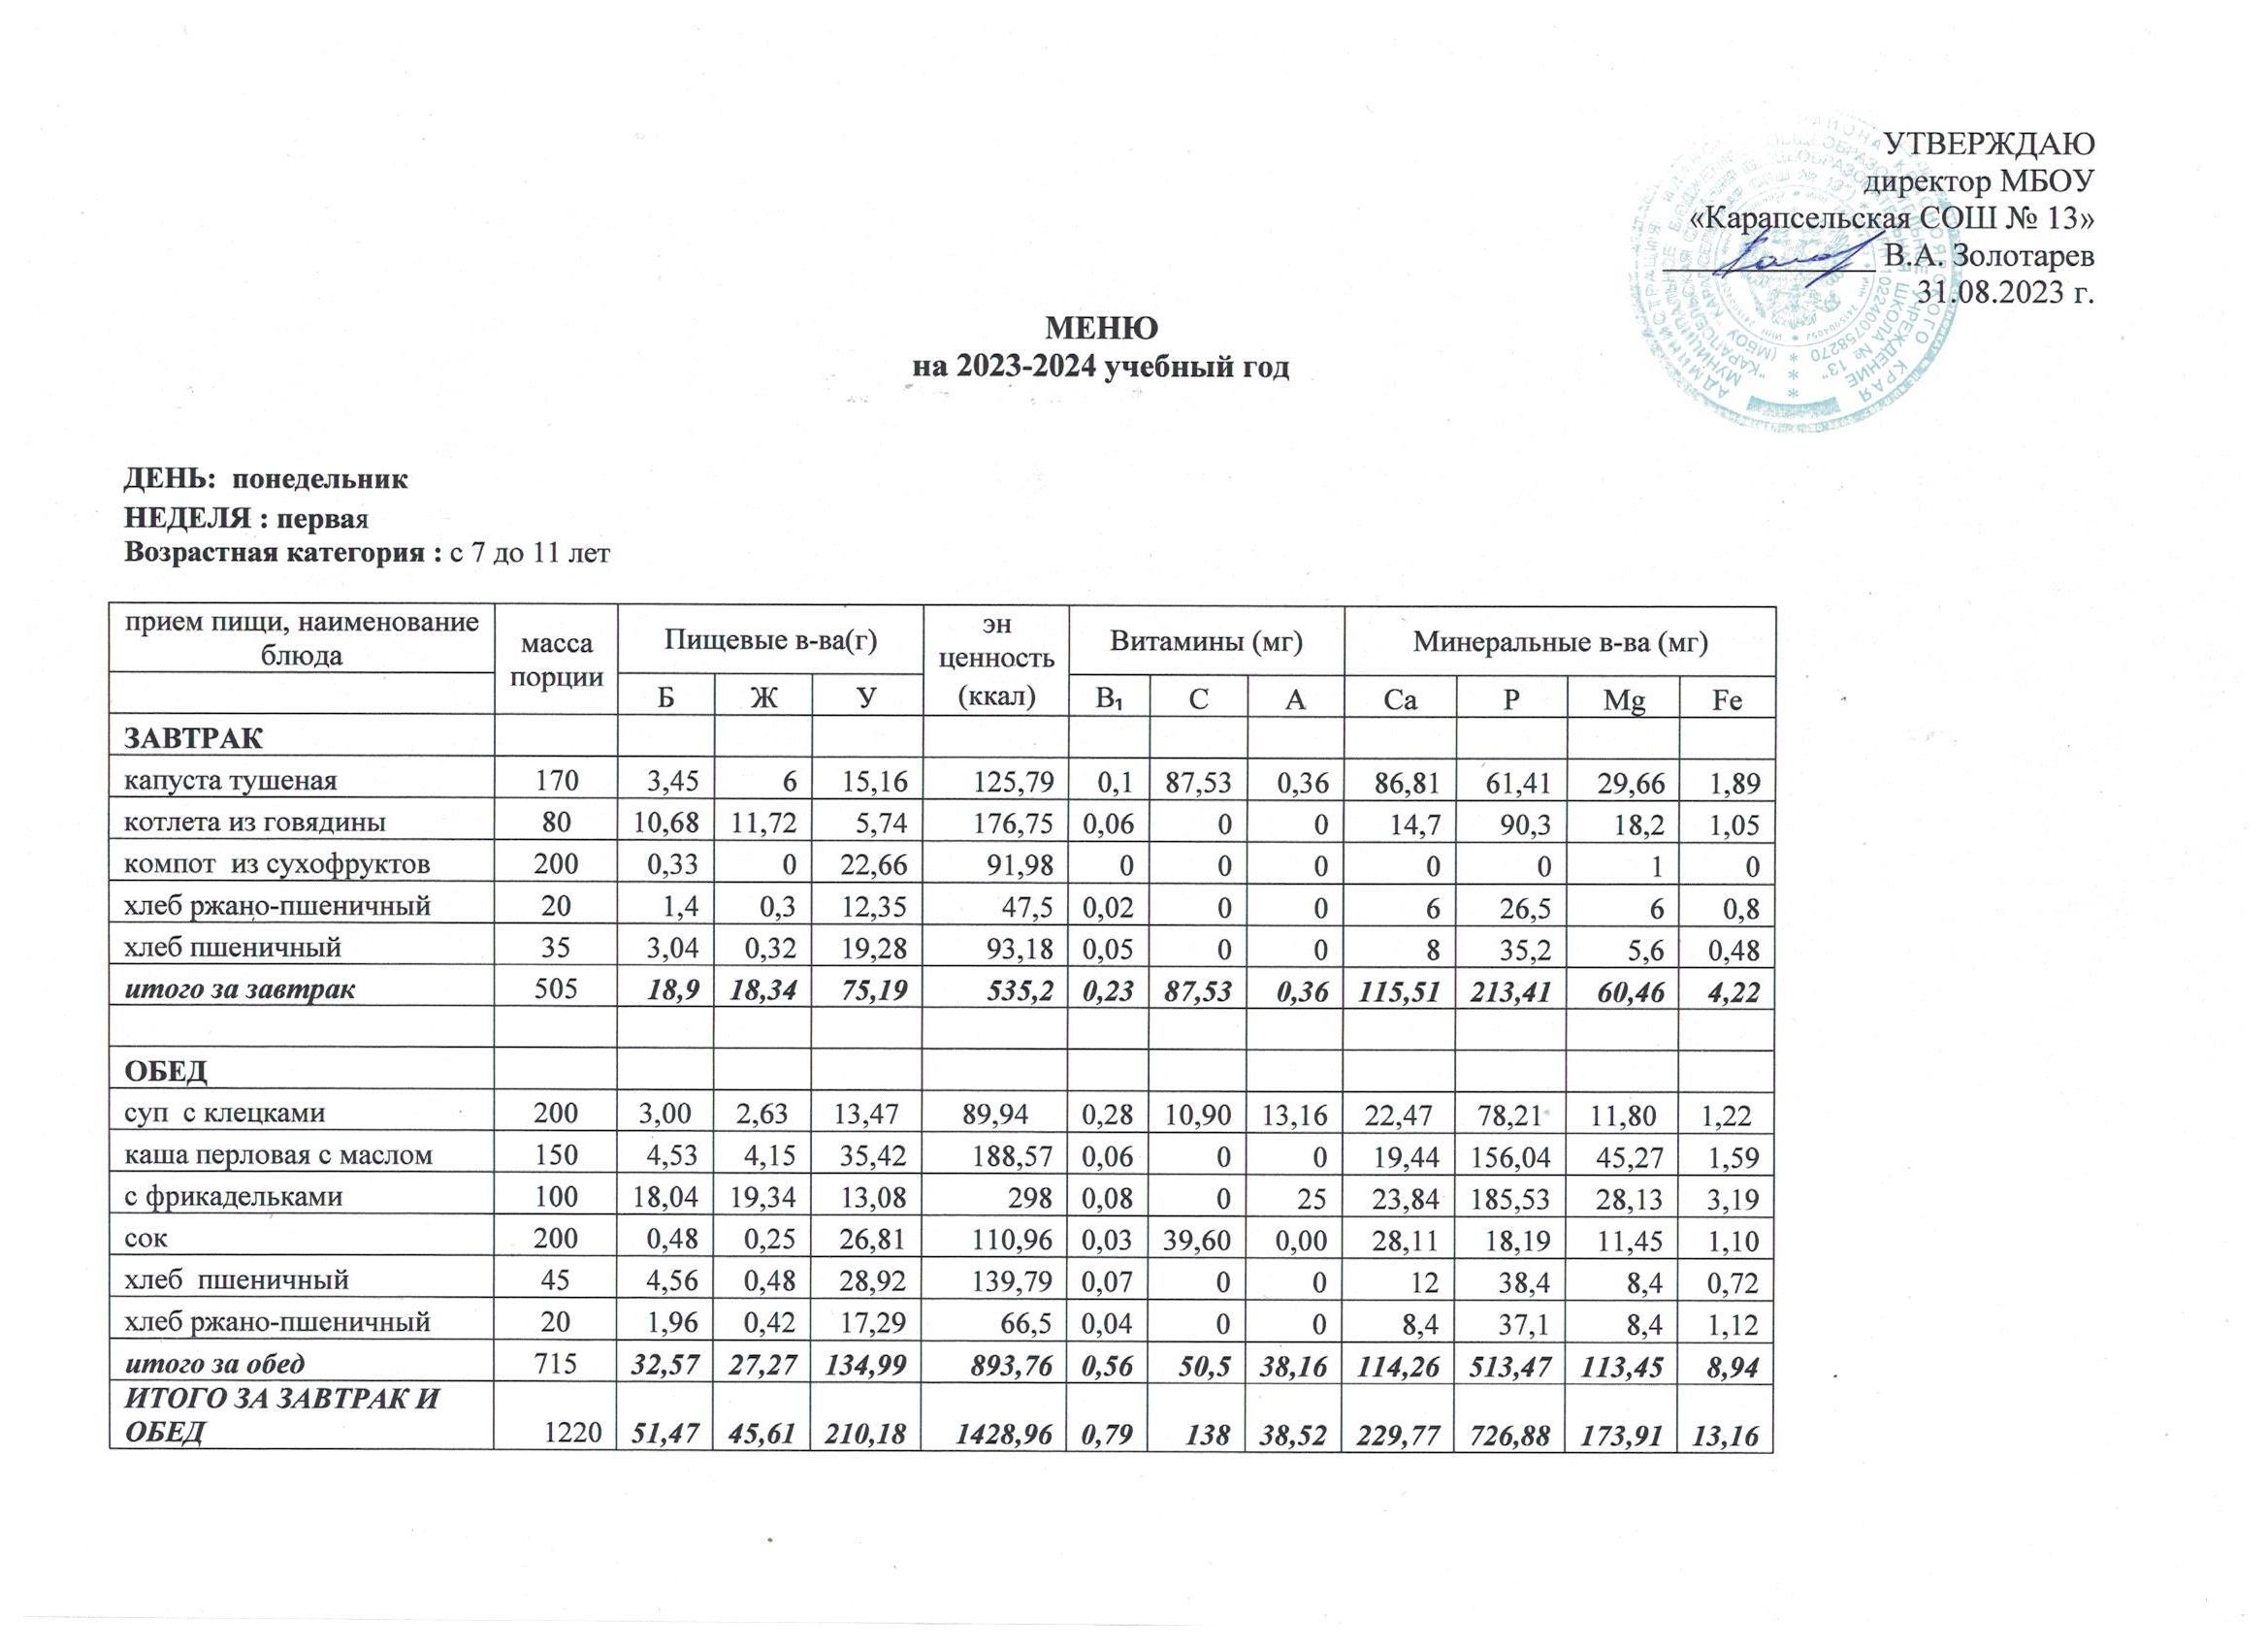 УТВЕРЖДАЮ
директор МБОУ
«Карапсельская СОШ № 13»
В.А. Золотарев
31.08.2023 г.
МЕНЮ
на 2023-2024 учебный год
ДЕНЬ: понедельник
НЕДЕЛЯ : первая
Возрастная категория : с 7 до 11 лет
прием пищи, наименование блюда масса порции Пищевые в-ва(г) эн ценность (ккал) Витамины (мг) Минеральные в-ва (мг)
Б Ж У В₁ С А Ca P Mg Fe
ЗАВТРАК
капуста тушеная 170 3,45 6 15,16 125,79 0,1 87,53 0,36 86,81 61,41 29,66 1,89
котлета из говядины 80 10,68 11,72 5,74 176,75 0,06 0 0 14,7 90,3 18,2 1,05
компот из сухофруктов 200 0,33 0 22,66 91,98 0 0 0 0 0 1 0
хлеб ржано-пшеничный 20 1,4 0,3 12,35 47,5 0,02 0 0 6 26,5 6 0,8
хлеб пшеничный 35 3,04 0,32 19,28 93,18 0,05 0 0 8 35,2 5,6 0,48
итого за завтрак 505 18,9 18,34 75,19 535,2 0,23 87,53 0,36 115,51 213,41 60,46 4,22
ОБЕД
суп с клецками 200 3,00 2,63 13,47 89,94 0,28 10,90 13,16 22,47 78,21 11,80 1,22
каша перловая с маслом 150 4,53 4,15 35,42 188,57 0,06 0 0 19,44 156,04 45,27 1,59
с фрикадельками 100 18,04 19,34 13,08 298 0,08 0 25 23,84 185,53 28,13 3,19
сок 200 0,48 0,25 26,81 110,96 0,03 39,60 0,00 28,11 18,19 11,45 1,10
хлеб пшеничный 45 4,56 0,48 28,92 139,79 0,07 0 0 12 38,4 8,4 0,72
хлеб ржано-пшеничный 20 1,96 0,42 17,29 66,5 0,04 0 0 8,4 37,1 8,4 1,12
итого за обед 715 32,57 27,27 134,99 893,76 0,56 50,5 38,16 114,26 513,47 113,45 8,94
ИТОГО ЗА ЗАВТРАК И
ОБЕД 1220 51,47 45,61 210,18 1428,96 0,79 138 38,52 229,77 726,88 173,91 13,16